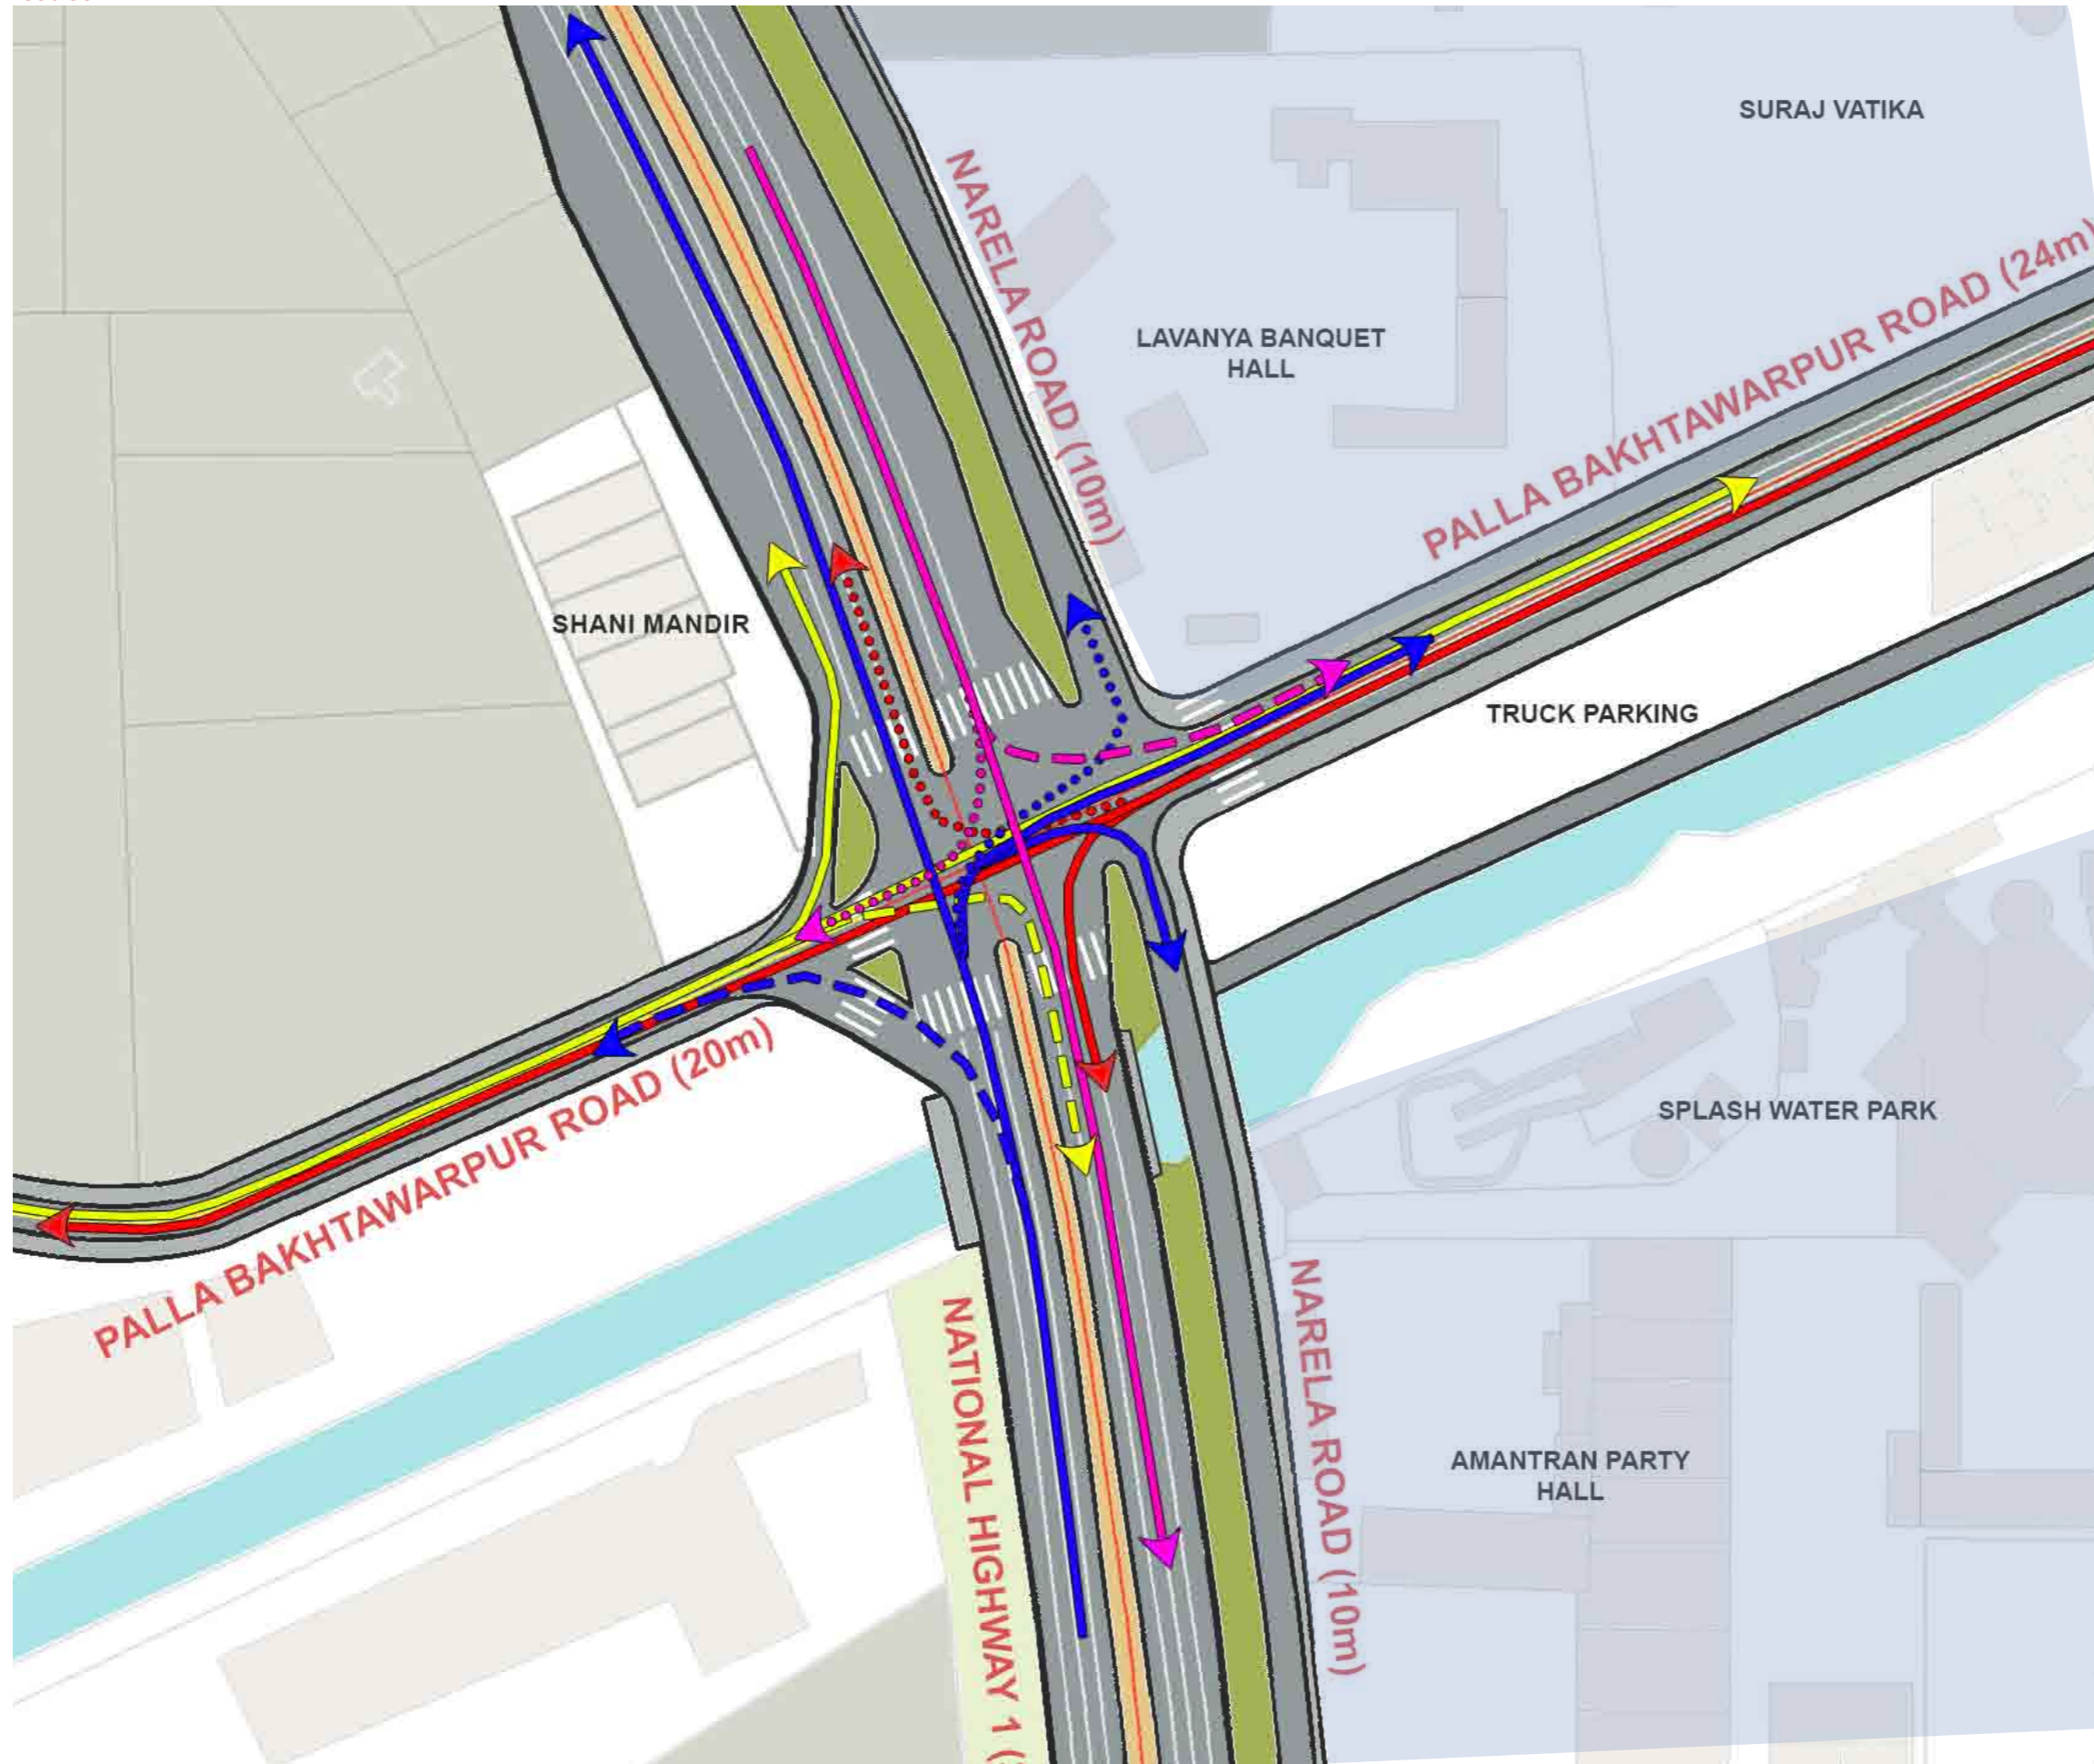 SURAJ VATIKA
NARELA ROAD (10m)
LAVANYA BANQUET
HALL
PALLA BAKHTAWARPUR ROAD (24m)
SHANI MANDIR
TRUCK PARKING
PALLA BAKHTAWARPUR ROAD (20m)
SPLASH WATER PARK
NATIONAL HIGHWAY 1 (
NARELA ROAD (10m)
AMANTRAN PARTY
HALL